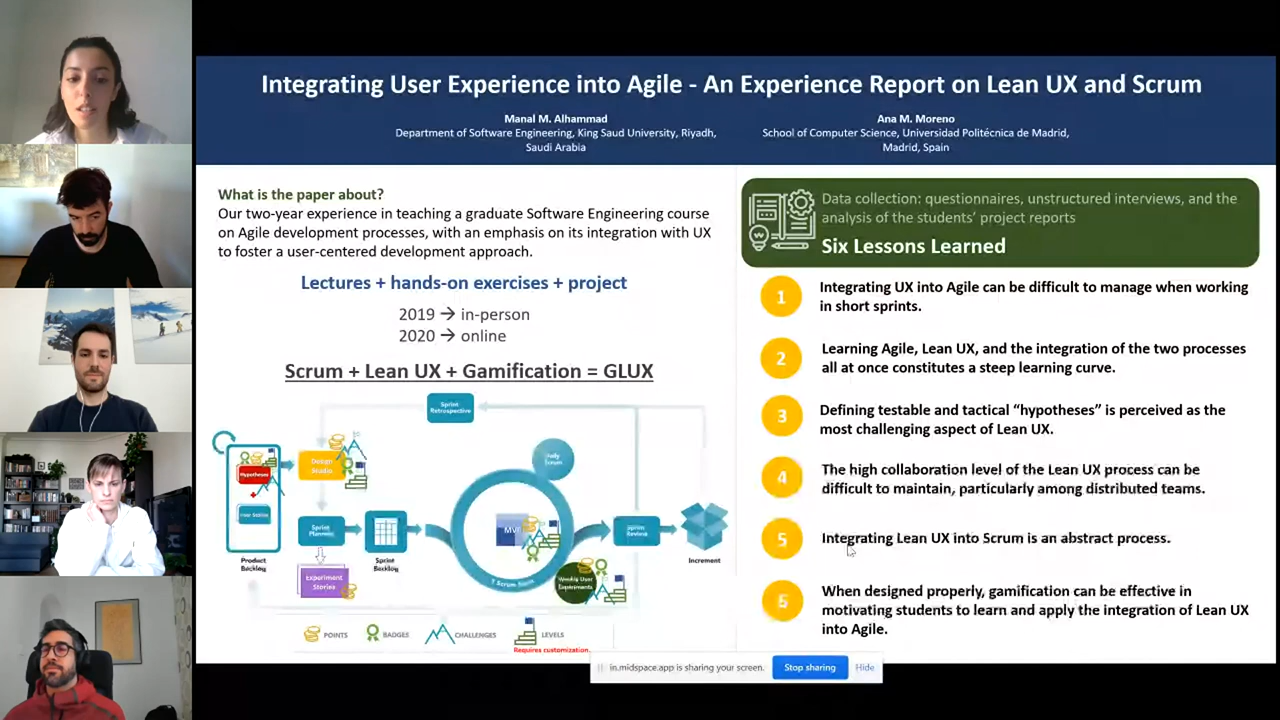 Integrating User Experience into Agile - An Experience Report on Lean UX and Scrum
Manal M. Alhammad
Department of Software Engineering, King Saud University, Riyadh,
Saudi Arabia
Ana M. Moreno
School of Computer Science, Universidad Politécnica de Madrid,
Madrid, Spain
What is the paper about?
Our two-year experience in teaching a graduate Software Engineering course
on Agile development processes, with an emphasis on its integration with UX
to foster a user-centered development approach.
Lectures + hands-on exercises + project
2019 → in-person
2020 → online
Scrum + Lean UX + Gamification = GLUX
Sprint
Retrospective
Daily
Scrum
Design
Studio
Hypotheses
+
User Stories
Sprint
Planning
MVP
Sprint
Review
Product
Backlog
Sprint
Backlog
Increment
Experiment
Stories
Weekly User
Experiments
POINTS
BADGES
CHALLENGES
LEVELS
Requires customization.
Data collection: questionnaires, unstructured interviews, and the
analysis of the students' project reports
Six Lessons Learned
1
Integrating UX into Agile can be difficult to manage when working
in short sprints.
2
Learning Agile, Lean UX, and the integration of the two processes
all at once constitutes a steep learning curve.
3
Defining testable and tactical “hypotheses” is perceived as the
most challenging aspect of Lean UX.
4
The high collaboration level of the Lean UX process can be
difficult to maintain, particularly among distributed teams.
5
Integrating Lean UX into Scrum is an abstract process.
6
When designed properly, gamification can be effective in
motivating students to learn and apply the integration of Lean UX
into Agile.
in.midspace.app is sharing your screen.
Stop sharing
Hide